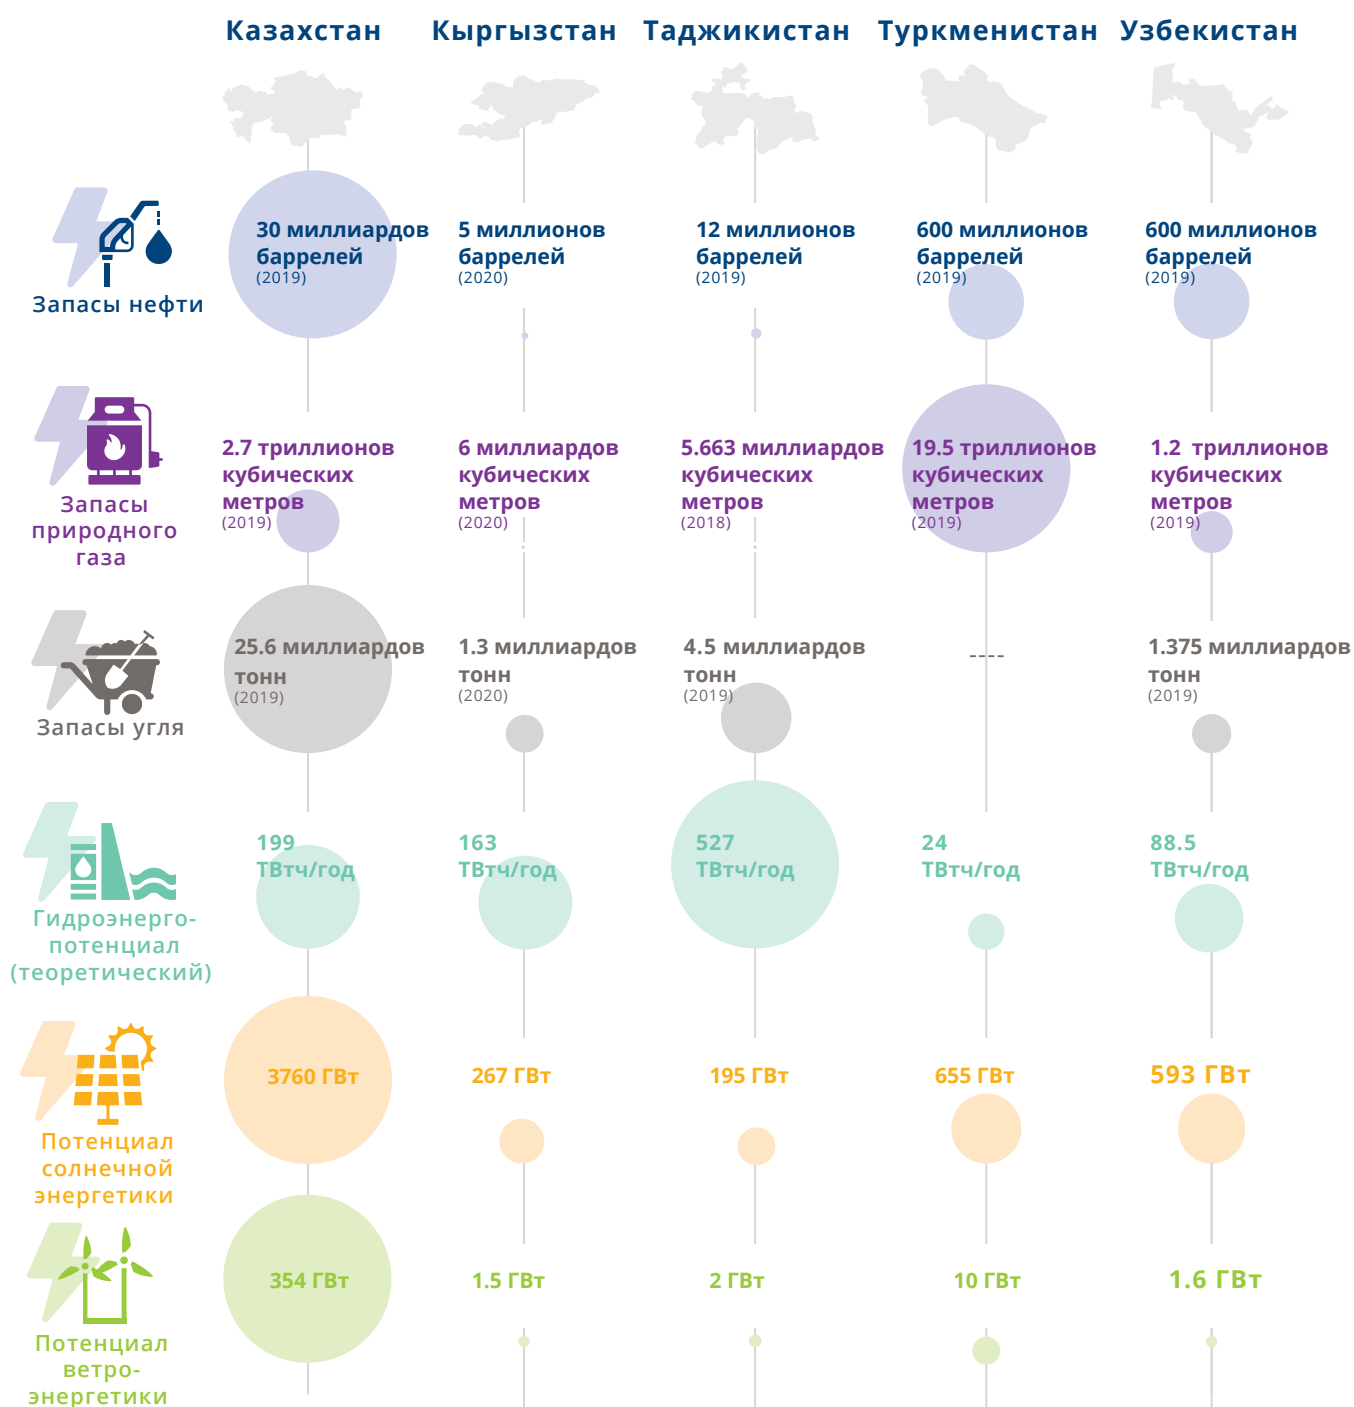 Казахстан Кыргызстан Таджикистан Туркменистан Узбекистан
Запасы нефти
30 миллиардов
баррелей
(2019)
5 миллионов
баррелей
(2020)
12 миллионов
баррелей
(2019)
600 миллионов
баррелей
(2019)
600 миллионов
баррелей
(2019)
Запасы
природного
газа
2.7 триллионов
кубических
метров
(2019)
6 миллиардов
кубических
метров
(2020)
5.663 миллиардов
кубических
метров
(2018)
19.5 триллионов
кубических
метров
(2019)
1.2 триллионов
кубических
метров
(2019)
Запасы угля
25.6 миллиардов
тонн
(2019)
1.3 миллиардов
тонн
(2020)
4.5 миллиардов
тонн
(2019)
----
1.375 миллиардов
тонн
(2019)
Гидроэнерго-
потенциал
(теоретический)
199
ТВтч/год
163
ТВтч/год
527
ТВтч/год
24
ТВтч/год
88.5
ТВтч/год
Потенциал
солнечной
энергетики
3760 ГВт
267 ГВт
195 ГВт
655 ГВт
593 ГВт
Потенциал
ветро-
энергетики
354 ГВт
1.5 ГВт
2 ГВт
10 ГВт
1.6 ГВт